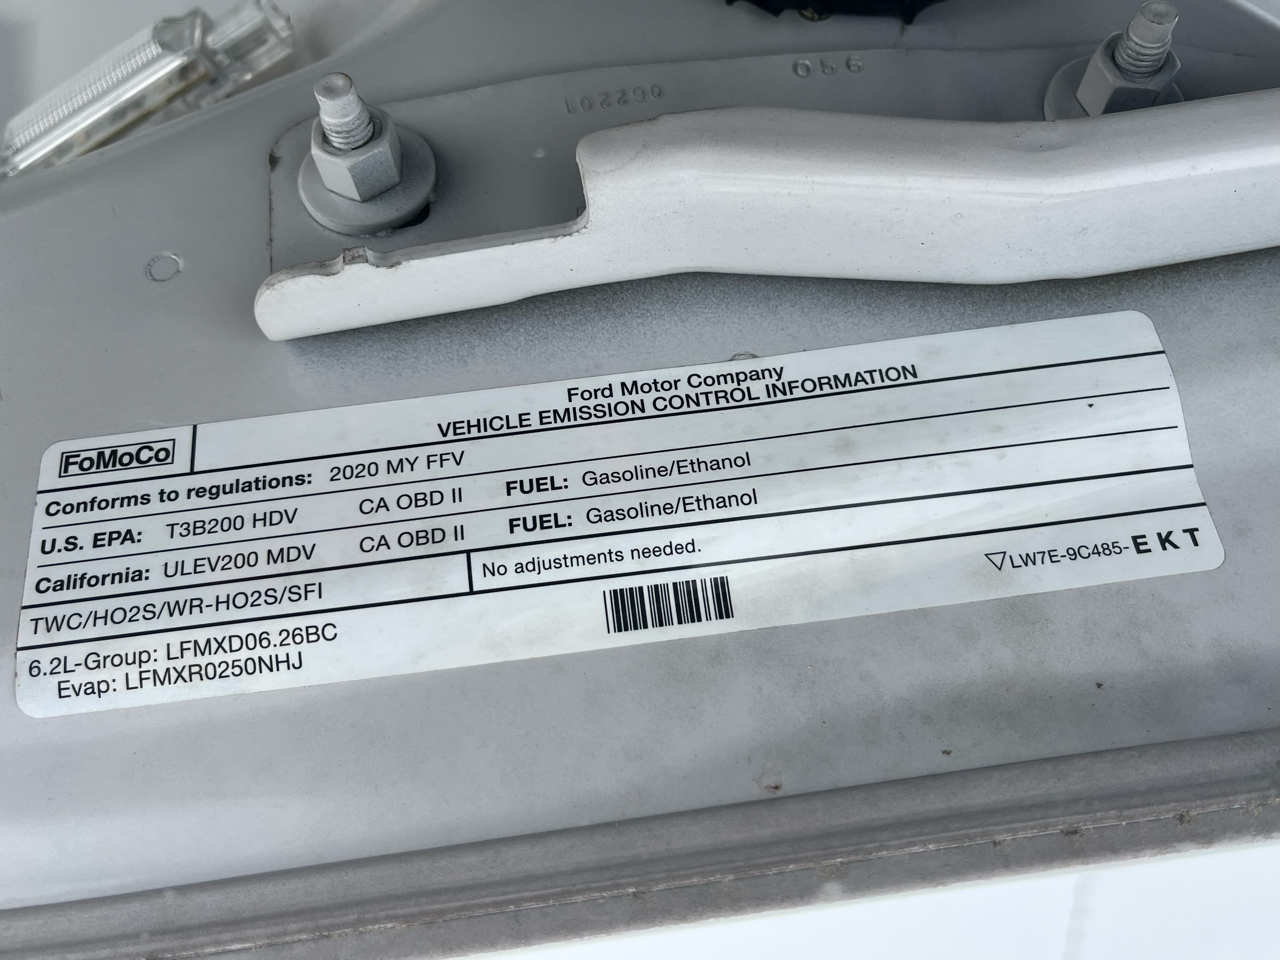 062201
056
FoMoCo
Ford Motor Company
VEHICLE EMISSION CONTROL INFORMATION
Conforms to regulations: 2020 MY FFV
U.S. EPA: T3B200 HDV CA OBD II FUEL: Gasoline/Ethanol
California: ULEV200 MDV CA OBD II FUEL: Gasoline/Ethanol
TWC/HO2S/WR-HO2S/SFI No adjustments needed.
6.2L-Group: LFMXD06.26BC
Evap: LFMXR0250NHJ
▽LW7E-9C485-EKT